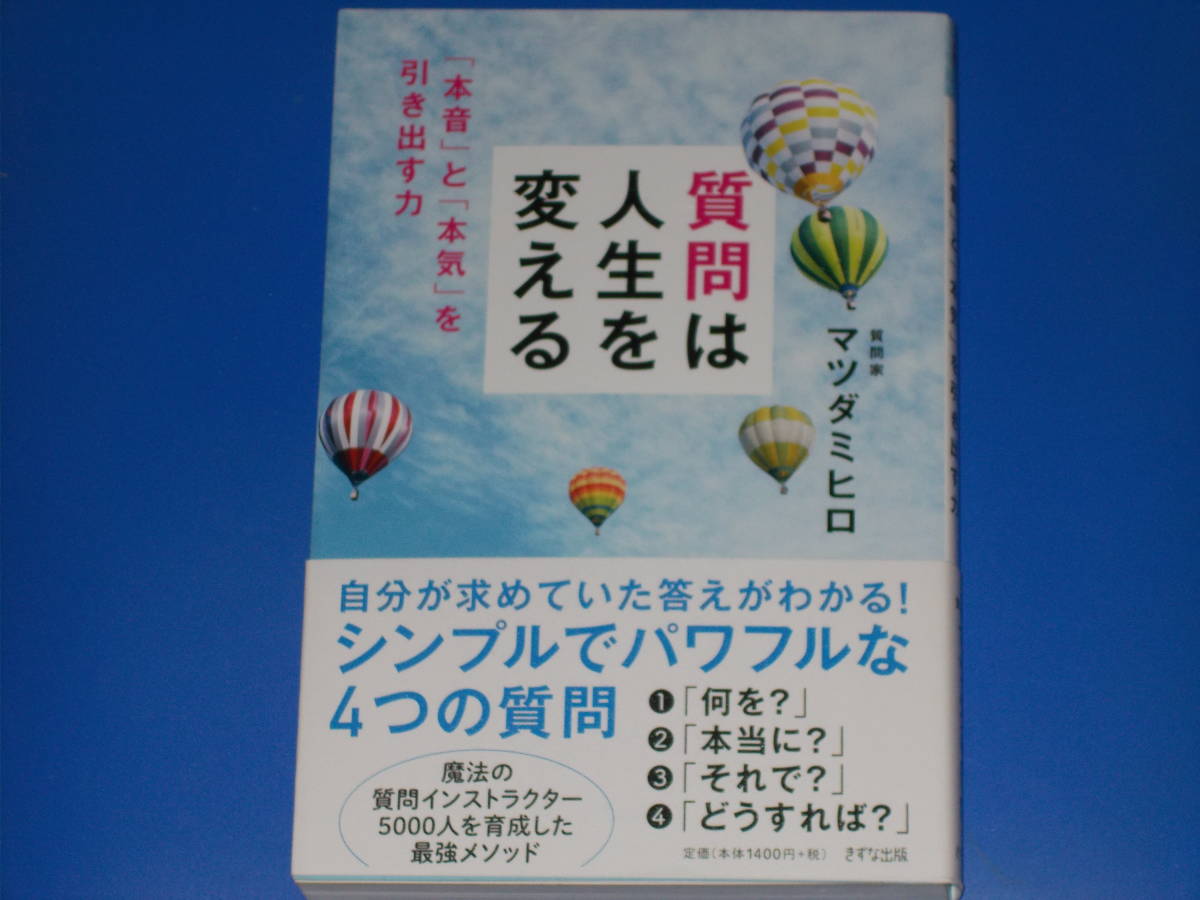 質問は
人生を
変える
「本音」と「本気」を
引き出す力
質問家
マツダミヒロ
自分が求めていた答えがわかる!
シンプルでパワフルな
4つの質問
❶「何を?」
❷「本当に?」
❸「それで?」
❹「どうすれば?」
魔法の
質問インストラクター
5000人を育成した
最強メソッド
定価(本体1400円+税)
きずな出版